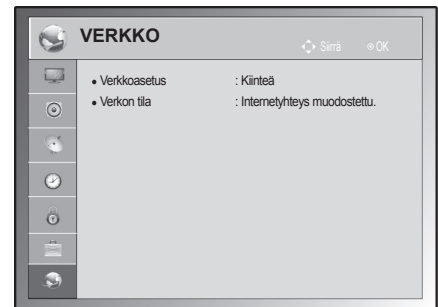 VERKKO
Siirrä OK
• Verkkoasetus : Kiinteä
• Verkon tila : Internetyhteys muodostettu.